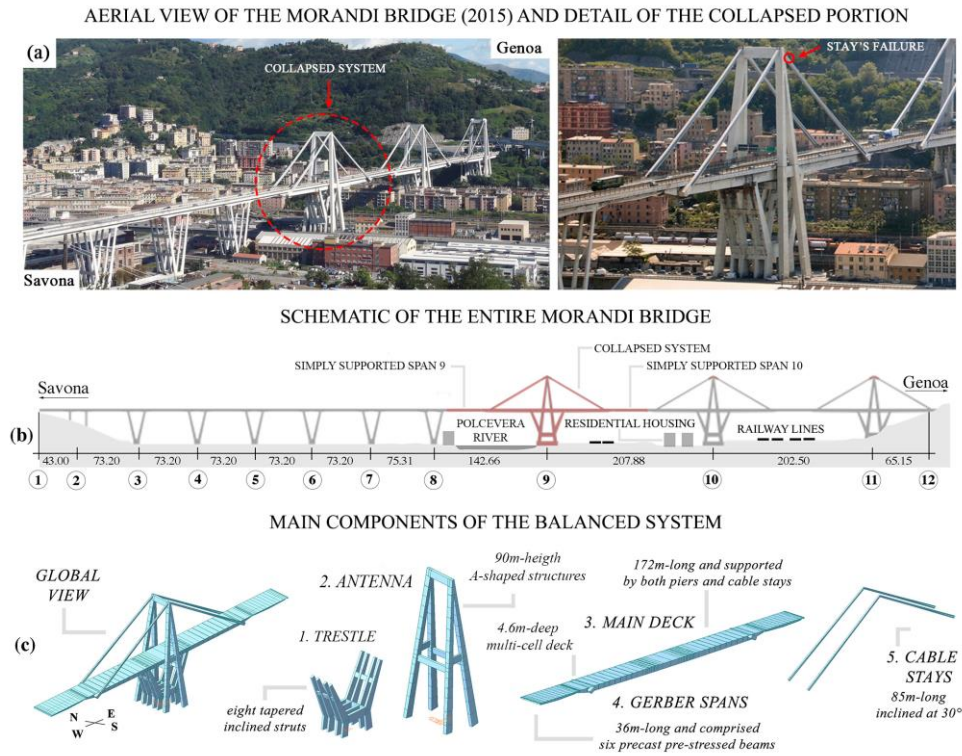 AERIAL VIEW OF THE MORANDI BRIDGE (2015) AND DETAIL OF THE COLLAPSED PORTION
(a)
Genoa
COLLAPSED SYSTEM
STAY'S FAILURE
Savona
SCHEMATIC OF THE ENTIRE MORANDI BRIDGE
COLLAPSED SYSTEM
SIMPLY SUPPORTED SPAN 9
SIMPLY SUPPORTED SPAN 10
Savona
Genoa
(b)
POLCEVERA
RIVER
RESIDENTIAL HOUSING
RAILWAY LINES
43.00 73.20 73.20 73.20 73.20 73.20 75.31 142.66 207.88 202.50 65.15
1 2 3 4 5 6 7 8 9 10 11 12
MAIN COMPONENTS OF THE BALANCED SYSTEM
(c)
GLOBAL
VIEW
N E
W S
1. TRESTLE
eight tapered
inclined struts
2. ANTENNA
90m-heigth
A-shaped structures
4.6m-deep
multi-cell deck
172m-long and supported
by both piers and cable stays
3. MAIN DECK
4. GERBER SPANS
36m-long and comprised
six precast pre-stressed beams
5. CABLE
STAYS
85m-long
inclined at 30°